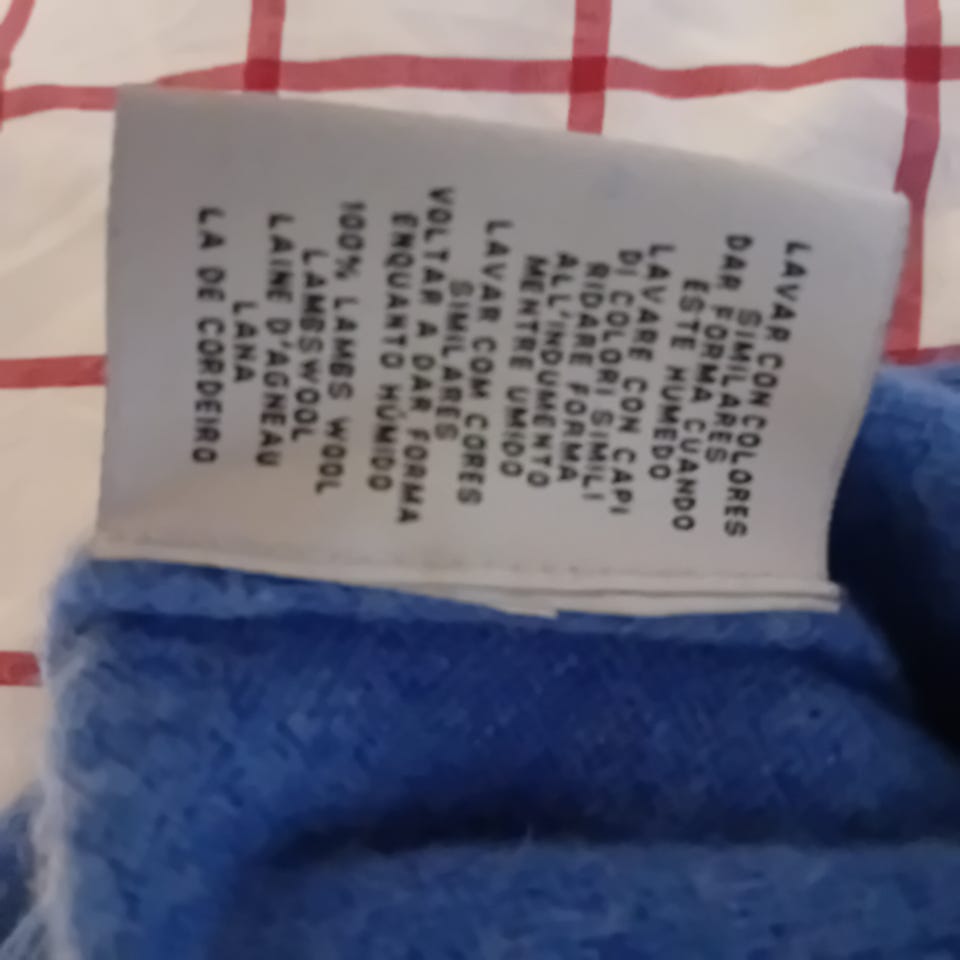 LAVAR CON COLORES
SIMILARES
DAR FORMA CUANDO
ESTE HUMEDO
LAVARE CON CAPI
DI COLORI SIMILI
RIDARE FORMA
ALL'INDUMENTO
MENTRE UMIDO
LAVAR COM CORES
SIMILARES
VOLTAR A DAR FORMA
ENQUANTO HÚMIDO
100% LAMBS WOOL
LAMBSWOOL
LAINE D'AGNEAU
LANA
LA DE CORDEIRO